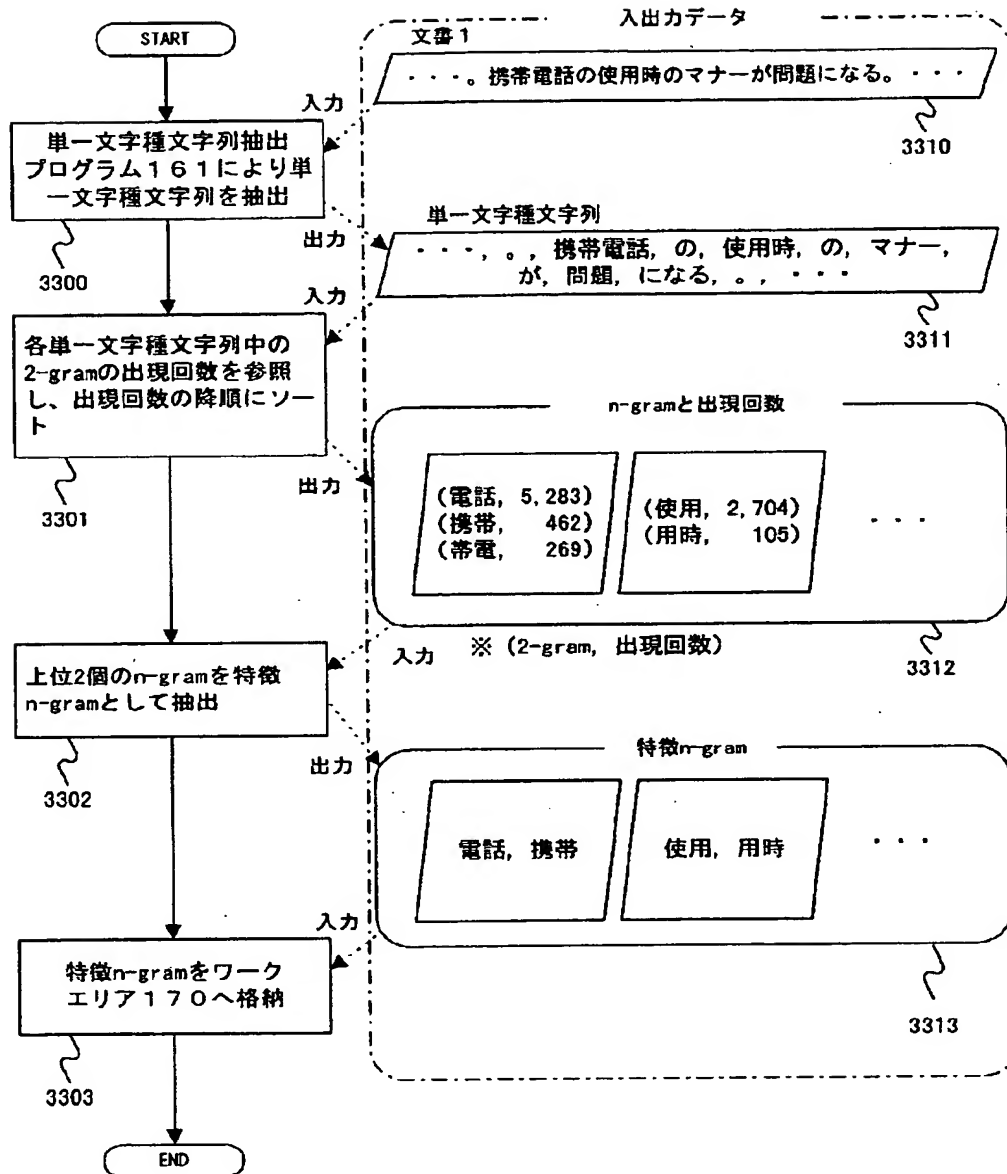 START
入出力データ
文書１
・・・。携帯電話の使用時のマナーが問題になる。・・・
3310
入力
単一文字種文字列抽出
プログラム１６１により単
一文字種文字列を抽出
3300
出力
単一文字種文字列
・・・, 。, 携帯電話, の, 使用時, の, マナー,
が, 問題, になる, 。, ・・・
3311
入力
各単一文字種文字列中の
2-gramの出現回数を参照
し、出現回数の降順にソー
ト
3301
出力
n-gramと出現回数
(電話, 5,283)
(携帯, 462)
(帯電, 269)
(使用, 2,704)
(用時, 105)
・・・
3312
※ (2-gram, 出現回数)
入力
上位2個のn-gramを特徴
n-gramとして抽出
3302
出力
特徴n-gram
電話, 携帯
使用, 用時
・・・
3313
入力
特徴n-gramをワーク
エリア１７０へ格納
3303
END